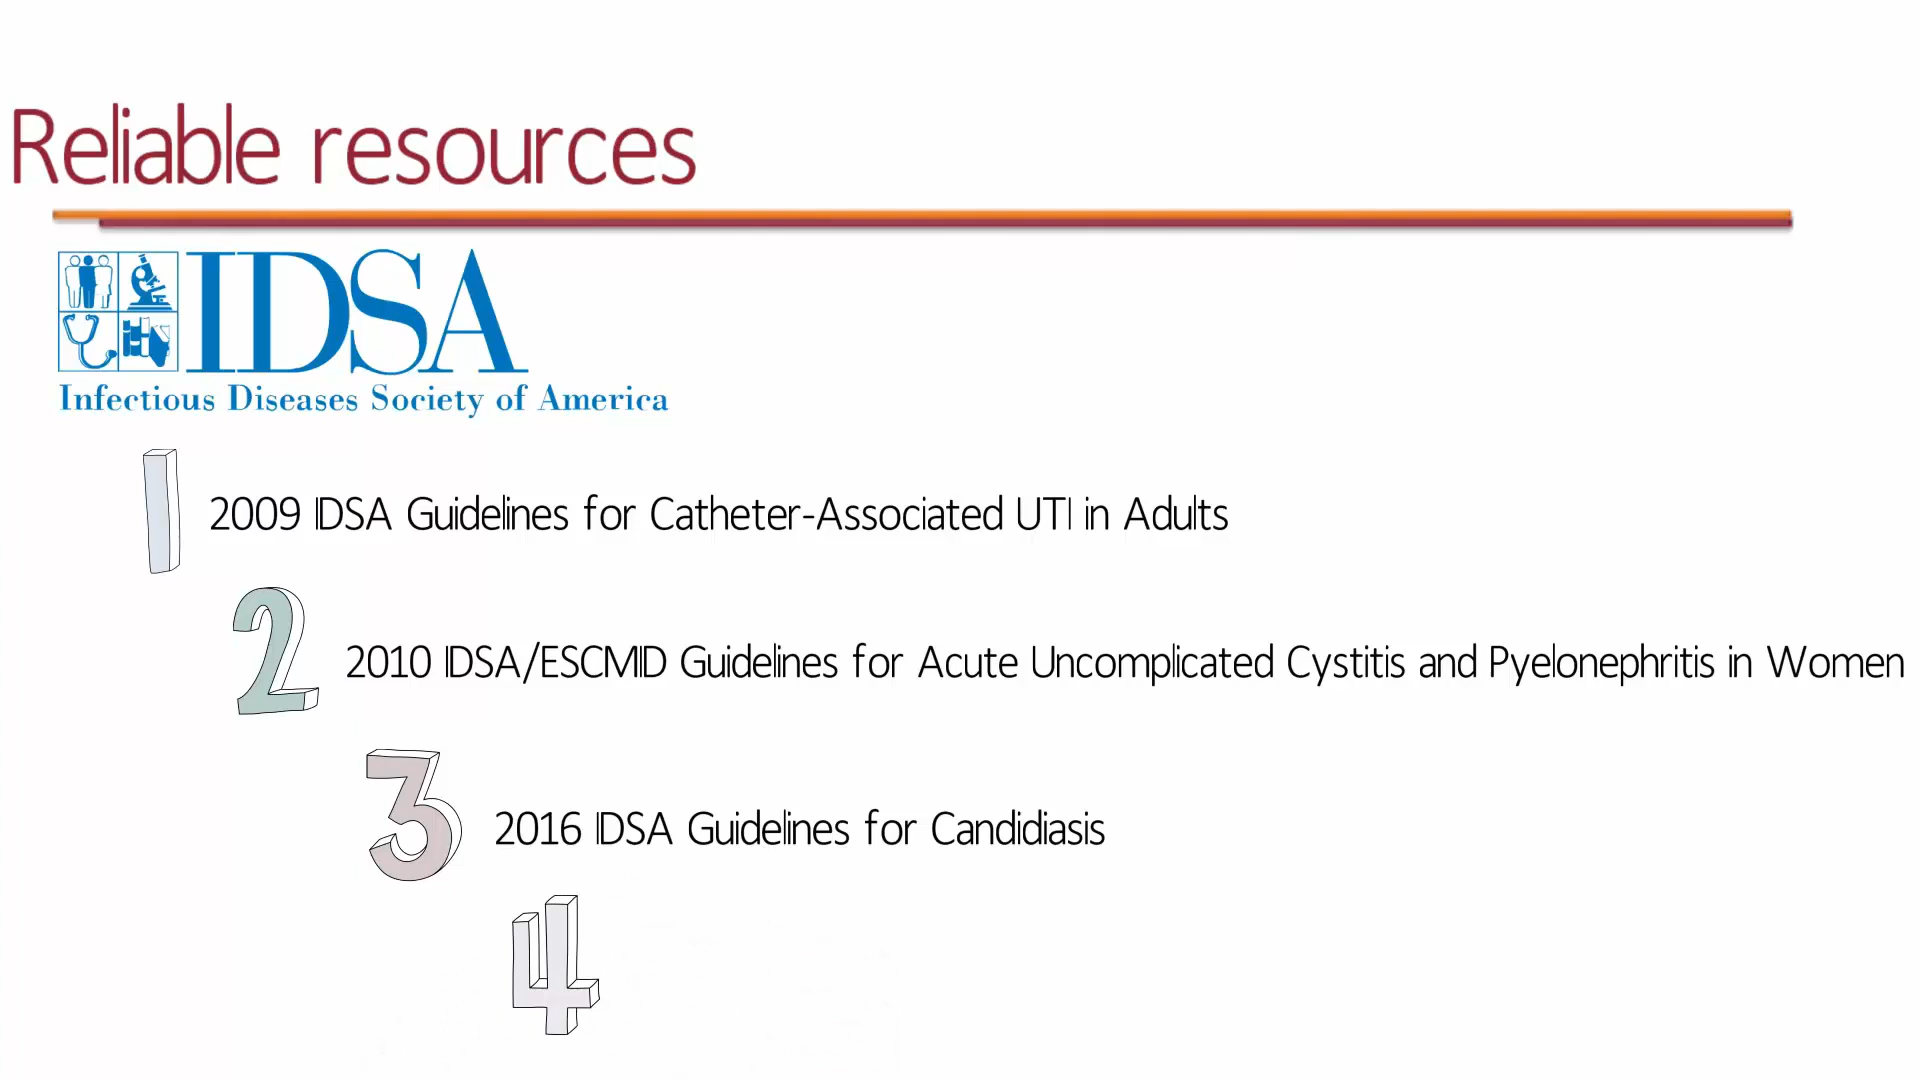 Reliable resources
IDSA
Infectious Diseases Society of America
1 2009 IDSA Guidelines for Catheter-Associated UTI in Adults
2 2010 IDSA/ESCMID Guidelines for Acute Uncomplicated Cystitis and Pyelonephritis in Women
3 2016 IDSA Guidelines for Candidiasis
4